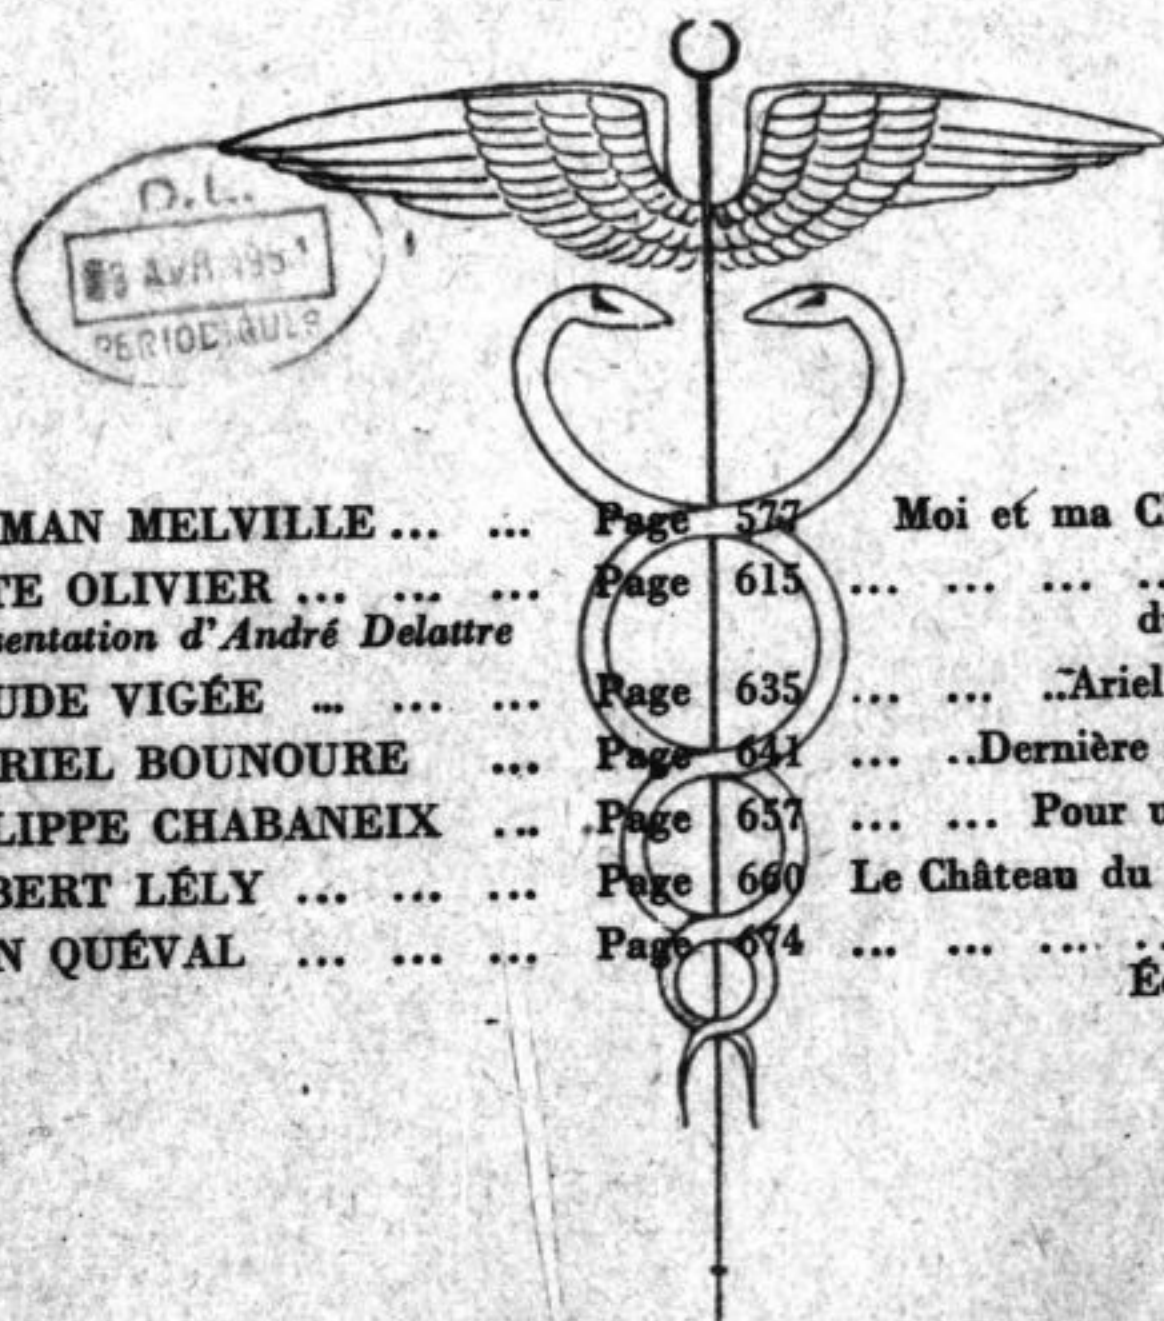 D.L.
AVR 195
PERIODIQUES
MAN MELVILLE ... ... Page 577 Moi et ma C
TE OLIVIER ... ... ... Page 615 ... ... ... ..
sentation d'André Delattre d
UDE VIGÉE ... ... ... Page 635 ... ... ..Ariel
RIEL BOUNOURE ... Page 641 ... ..Dernière
LIPPE CHABANEIX ... Page 657 ... ... Pour u
BERT LÉLY ... ... ... Page 660 Le Château du
N QUÉVAL ... ... ... Page 674 ... ... ... ..
É